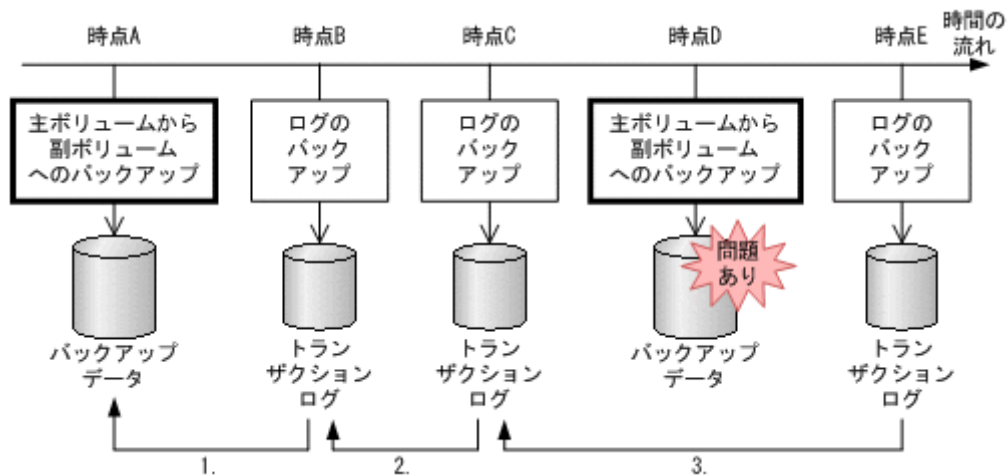 時点A
時点B
時点C
時点D
時点E
時間の
流れ
主ボリュームから
副ボリューム
へのバックアップ
ログの
バック
アップ
ログの
バック
アップ
主ボリュームから
副ボリューム
へのバックアップ
ログの
バック
アップ
問題
あり
バックアップ
データ
トラン
ザクション
ログ
トラン
ザクション
ログ
バックアップ
データ
トラン
ザクション
ログ
1.
2.
3.